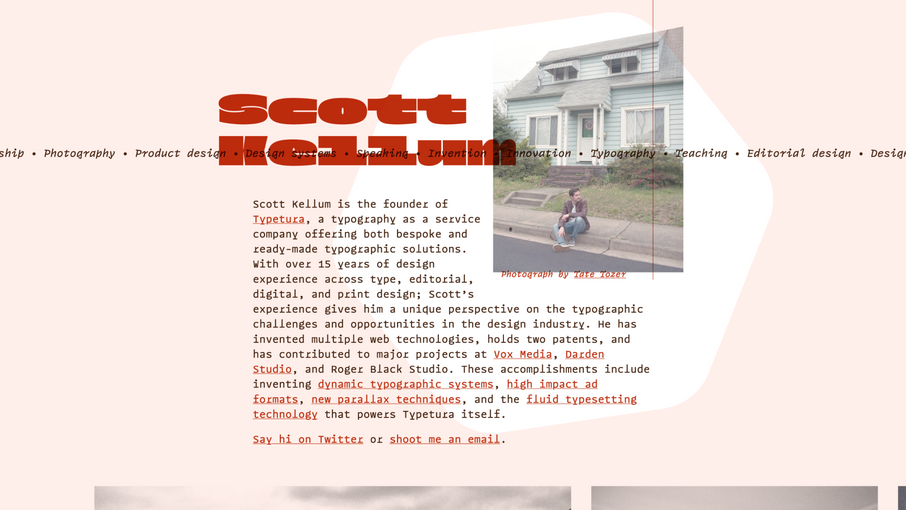 Scott
Kellum
ship • Photography • Product design • Design systems • Speaking • Invention • Innovation • Typography • Teaching • Editorial design • Design
Scott Kellum is the founder of
Typetura, a typography as a service
company offering both bespoke and
ready-made typographic solutions.
With over 15 years of design
experience across type, editorial,
digital, and print design; Scott’s
experience gives him a unique perspective on the typographic
challenges and opportunities in the design industry. He has
invented multiple web technologies, holds two patents, and
has contributed to major projects at Vox Media, Darden
Studio, and Roger Black Studio. These accomplishments include
inventing dynamic typographic systems, high impact ad
formats, new parallax techniques, and the fluid typesetting
technology that powers Typetura itself.
Say hi on Twitter or shoot me an email.
Photograph by Tate Tozer